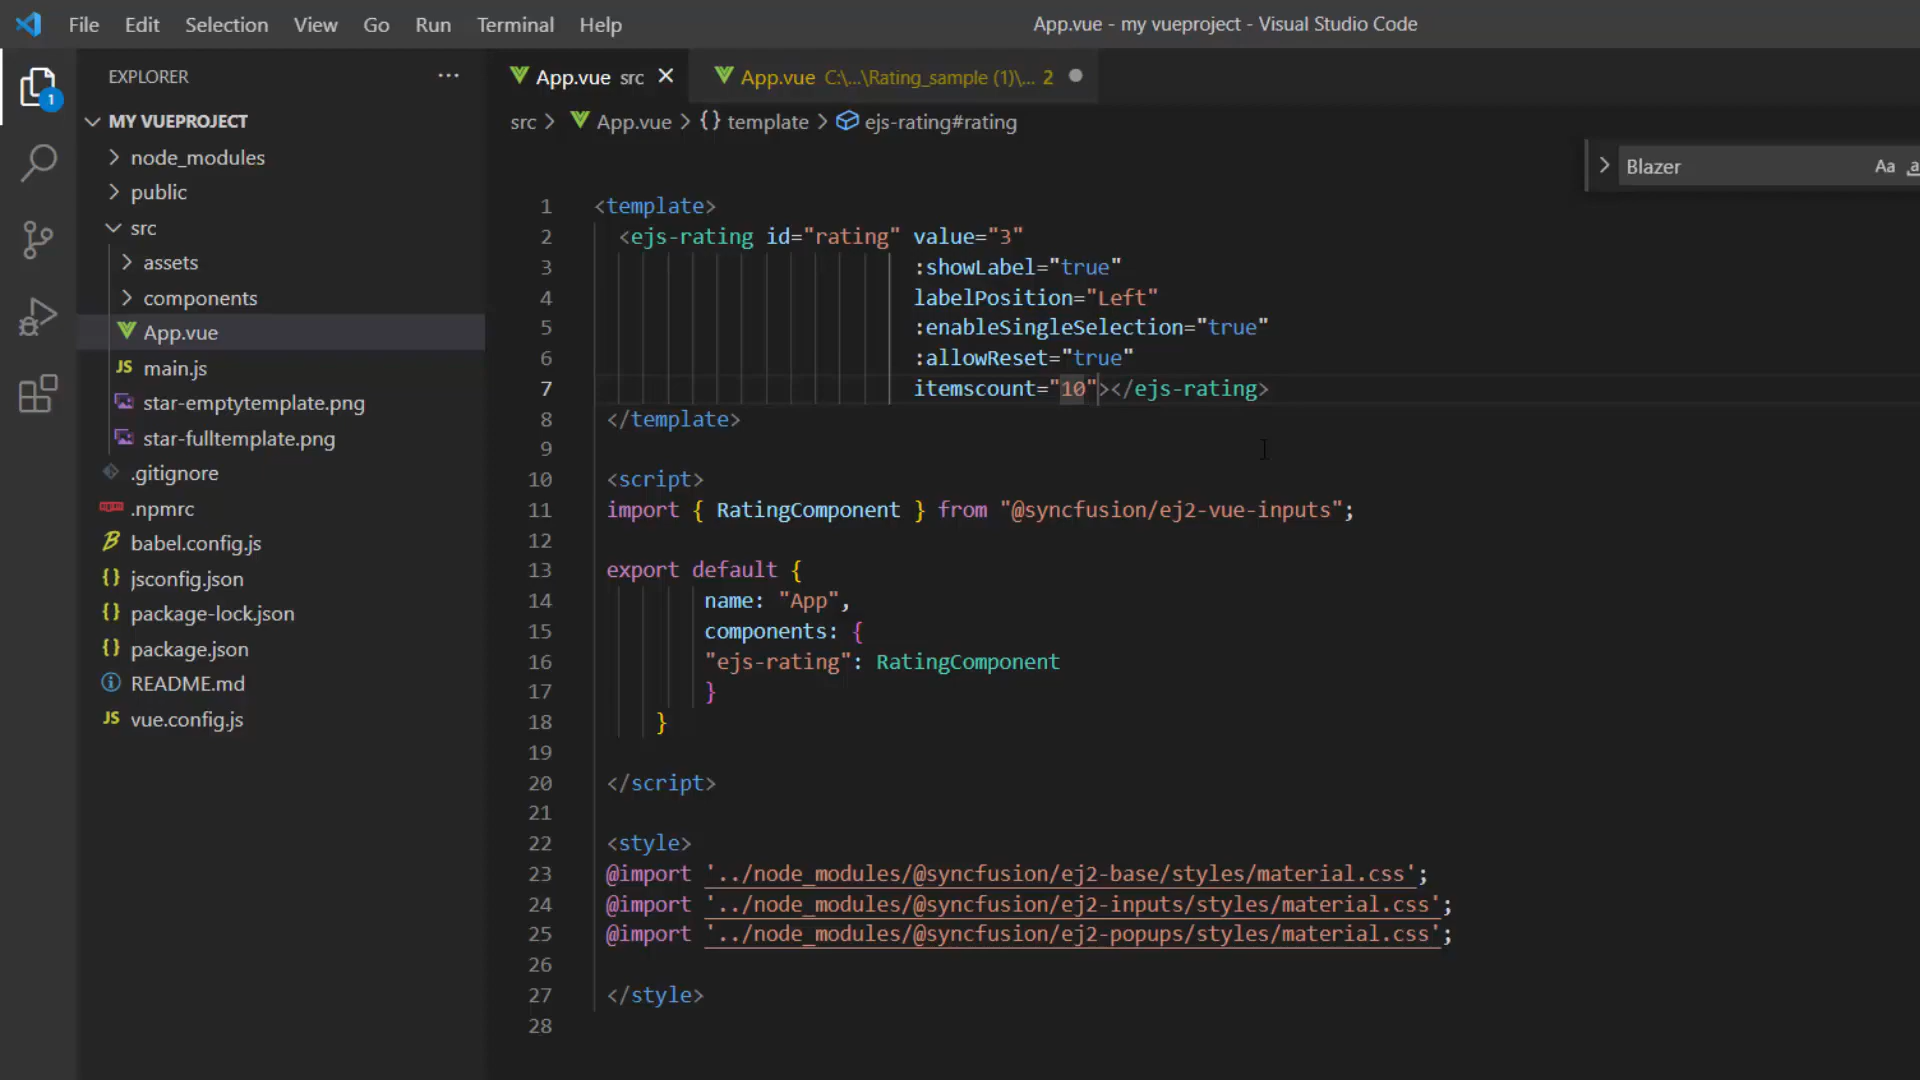 File Edit Selection View Go Run Terminal Help
App.vue - my vueproject - Visual Studio Code
EXPLORER ···
1
MY VUEPROJECT
node_modules
public
src
assets
components
App.vue
JS main.js
star-emptytemplate.png
star-fulltemplate.png
.gitignore
.npmrc
babel.config.js
{} jsconfig.json
{} package-lock.json
{} package.json
README.md
JS vue.config.js
App.vue src
App.vue C:\...\Rating_sample (1)\... 2
src > App.vue > {} template > ejs-rating#rating
Blazer Aa
1 <template>
2 <ejs-rating id="rating" value="3"
3 :showLabel="true"
4 labelPosition="Left"
5 :enableSingleSelection="true"
6 :allowReset="true"
7 itemscount="10"></ejs-rating>
8 </template>
9
10 <script>
11 import { RatingComponent } from "@syncfusion/ej2-vue-inputs";
12
13 export default {
14 name: "App",
15 components: {
16 "ejs-rating": RatingComponent
17 }
18 }
19
20 </script>
21
22 <style>
23 @import '../node_modules/@syncfusion/ej2-base/styles/material.css';
24 @import '../node_modules/@syncfusion/ej2-inputs/styles/material.css';
25 @import '../node_modules/@syncfusion/ej2-popups/styles/material.css';
26
27 </style>
28